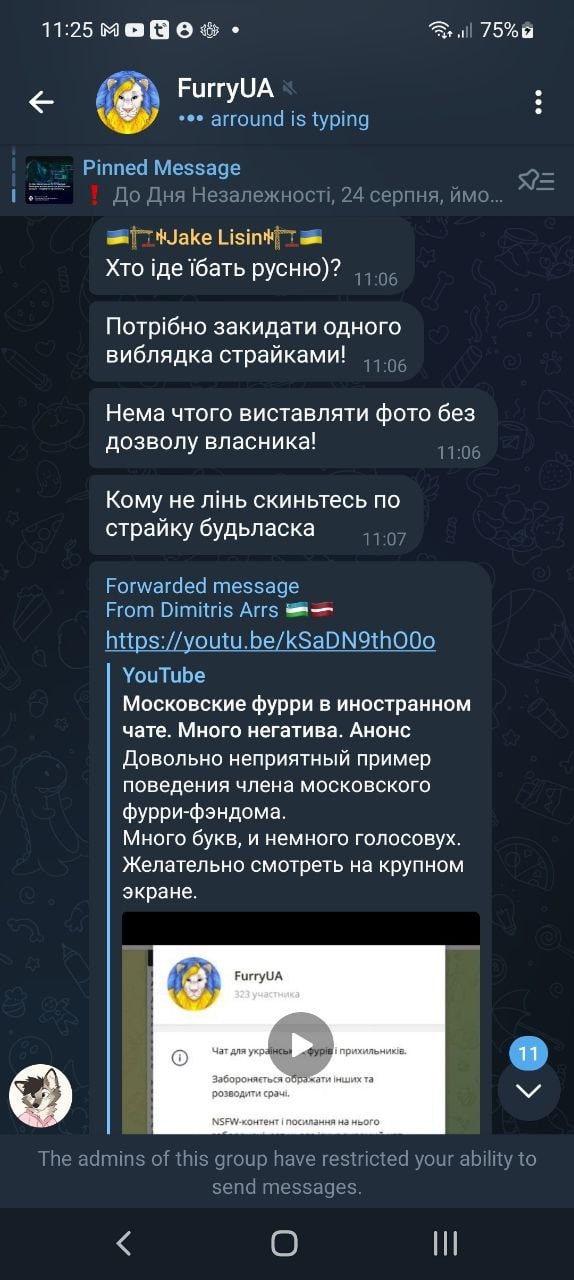 11:25
75%
FurryUA
arround is typing
Pinned Message
До Дня Незалежності, 24 серпня, ймо...
Jake Lisin
Хто іде їбать русню)?
11:06
Потрібно закидати одного
виблядка страйками!
11:06
Нема чтого виставляти фото без
дозволу власника!
11:06
Кому не лінь скиньтесь по
страйку будьласка
11:07
Forwarded message
From Dimitris Arrs
https://youtu.be/kSaDN9thO0o
YouTube
Московские фурри в иностранном
чате. Много негатива. Анонс
Довольно неприятный пример
поведения члена московского
фурри-фэндома.
Много букв, и немного голосовух.
Желательно смотреть на крупном
экране.
FurryUA
323 участника
Чат для українських фурів і прихильників.
Забороняється ображати інших та
розводити срачі.
NSFW-контент і посилання на нього
11
The admins of this group have restricted your ability to
send messages.